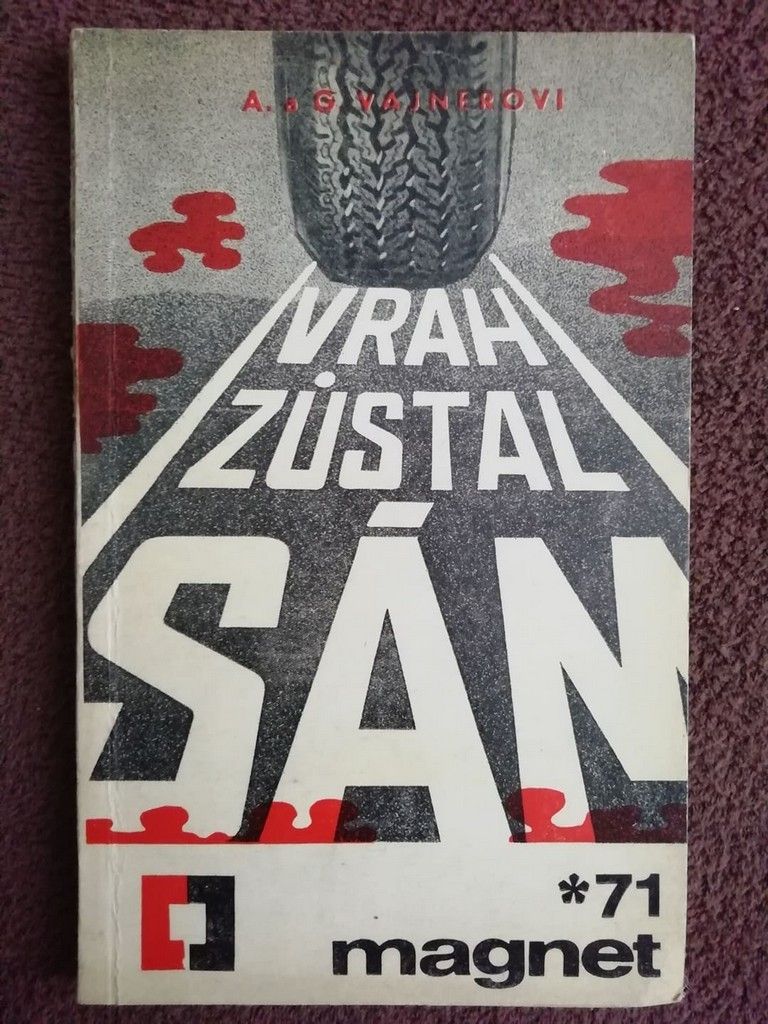 A. a G VAJNEROVI
VRAH
ZŮSTAL
SÁM
*71
magnet